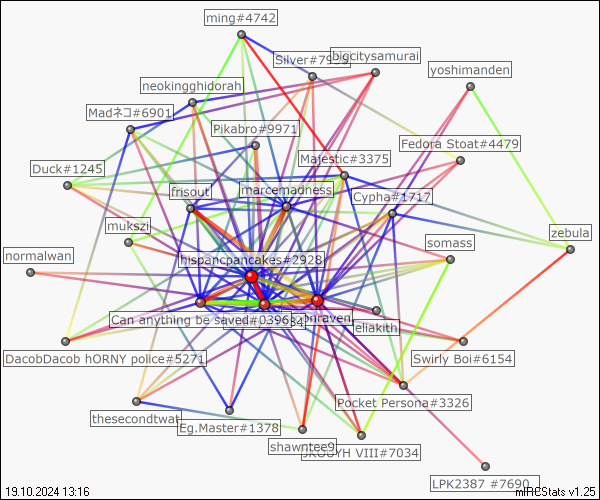 ming#4742
Silver#7959
bigcitysamurai
yoshimanden
neokingghidorah
Madネコ#6901
Pikabro#9971
Fedora Stoat#4479
Majestic#3375
Duck#1245
frisout
marcemadness
Cypha#1717
mukszi
zebula
somass
normalwan
hispancpancakes#2928
Can anything be saved#0396
onraven
eliakith
DacobDacob hORNY police#5271
Swirly Boi#6154
Pocket Persona#3326
thesecondtwat
Eg.Master#1378
shawntee9
VIII#7034
LPK2387 #7690
19.10.2024 13:16
mIRCStats v1.25